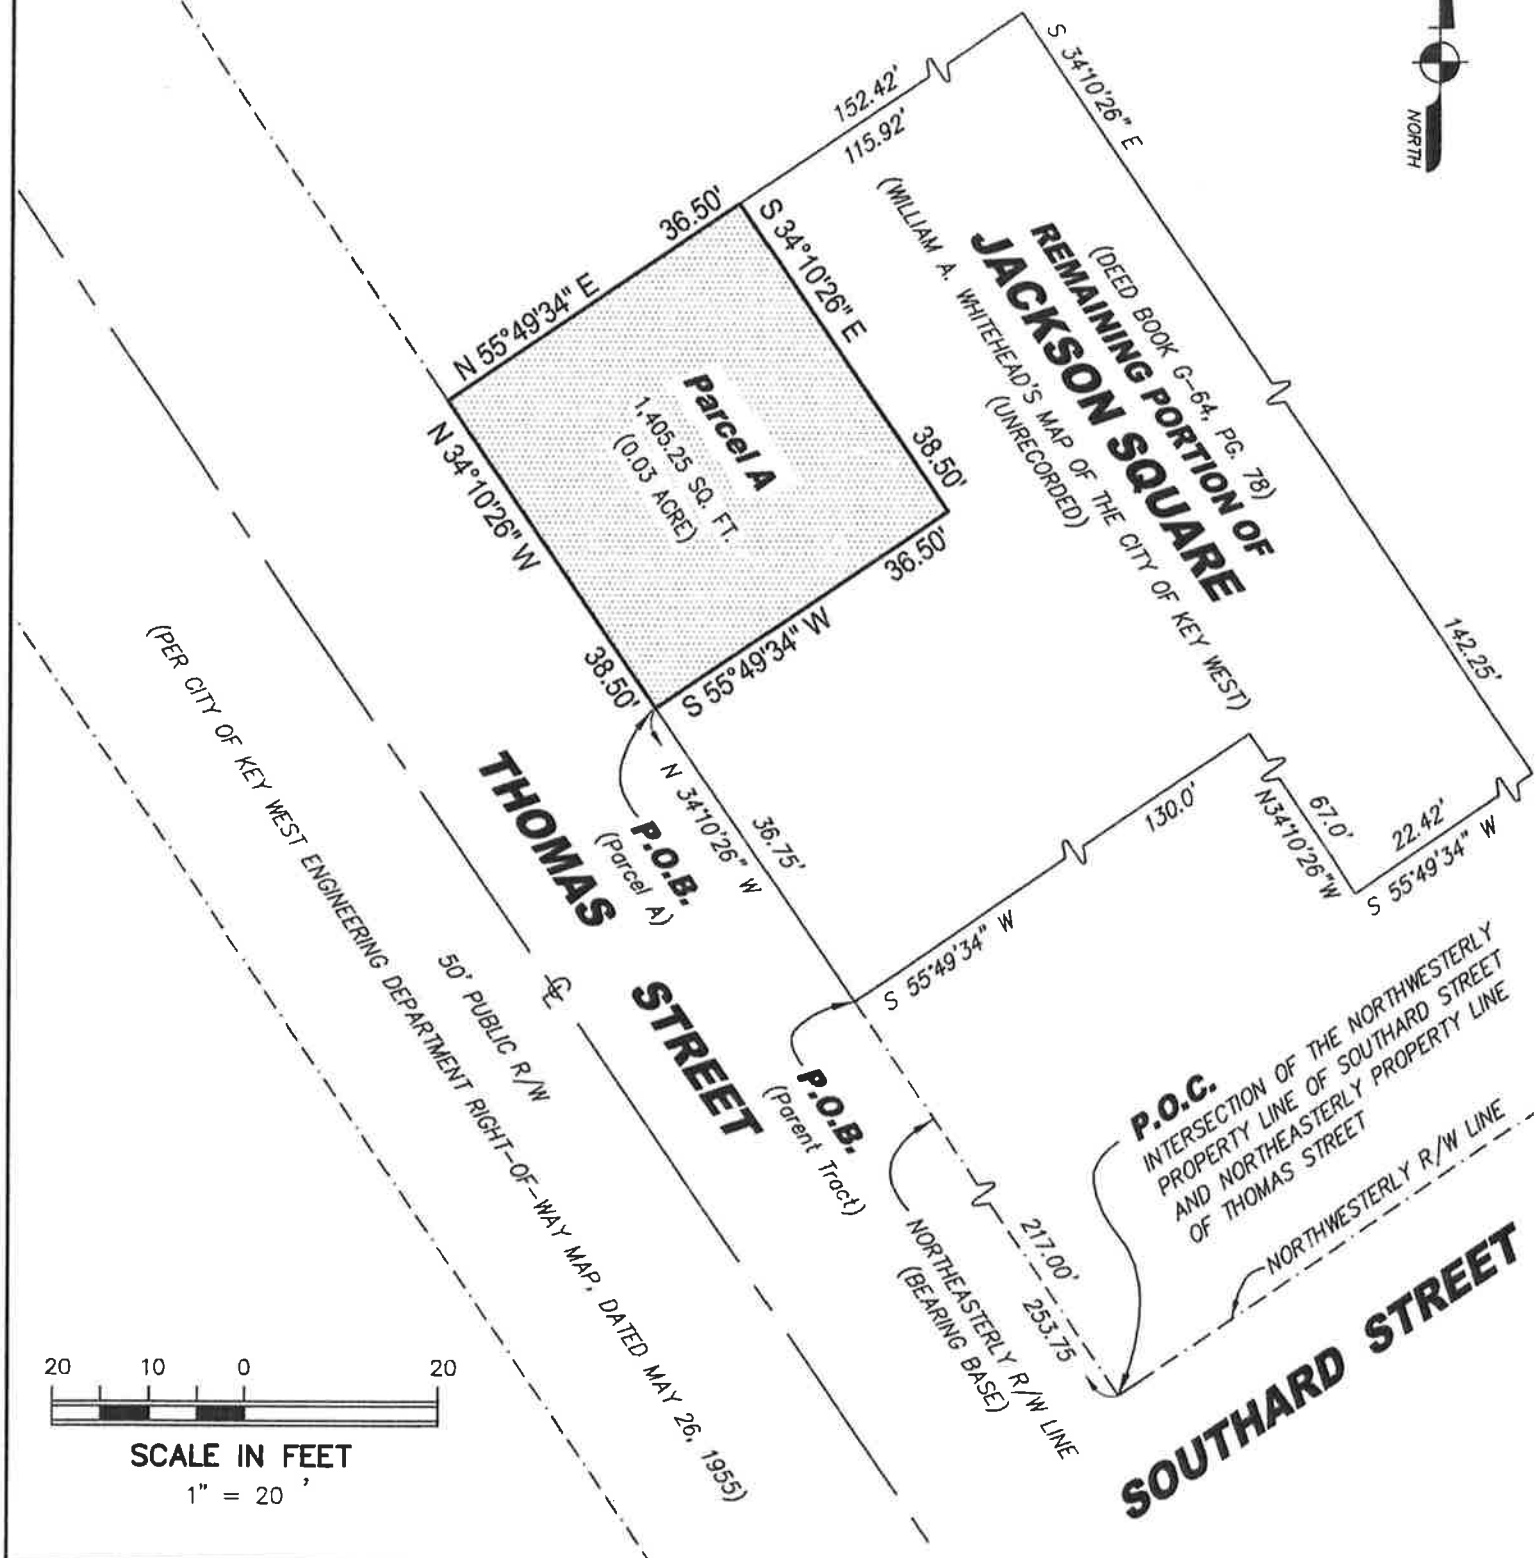 NORTH
S 34°10'26" E
152.42'
115.92'
36.50'
N 55°49'34" E
S 34°10'26" E
38.50'
36.50'
S 55°49'34" W
N 34°10'26" W
38.50'
Parcel A
1,405.25 SQ. FT.
(0.03 ACRE)
(DEED BOOK G-64, PG. 78)
REMAINING PORTION OF
JACKSON SQUARE
(WILLIAM A. WHITEHEAD'S MAP OF THE CITY OF KEY WEST)
(UNRECORDED)
142.25'
22.42'
S 55°49'34" W
67.0'
N34°10'26"W
130.0'
S 55°49'34" W
36.75'
N 34°10'26" W
P.O.B.
(Parcel A)
THOMAS
STREET
℄
50' PUBLIC R/W
(PER CITY OF KEY WEST ENGINEERING DEPARTMENT RIGHT-OF-WAY MAP, DATED MAY 26, 1955)
P.O.B.
(Parent Tract)
P.O.C.
INTERSECTION OF THE NORTHWESTERLY
PROPERTY LINE OF SOUTHARD STREET
AND NORTHEASTERLY PROPERTY LINE
OF THOMAS STREET
NORTHWESTERLY R/W LINE
217.00'
253.75
NORTHEASTERLY R/W LINE
(BEARING BASE)
SOUTHARD STREET
20 10 0 20
SCALE IN FEET
1" = 20 '